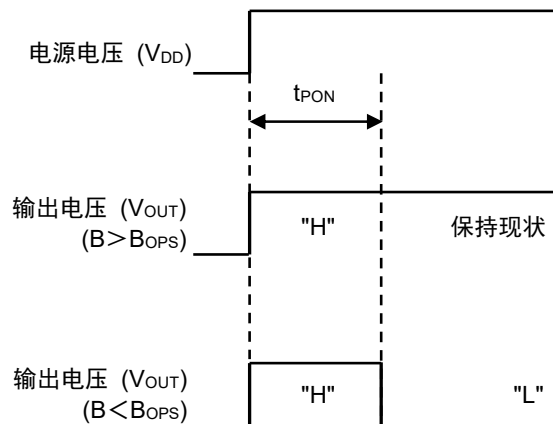 电源电压 (VDD)
tPON
输出电压 (VOUT)
(B＞BOPS)
"H"
保持现状
输出电压 (VOUT)
(B＜BOPS)
"H"
"L"